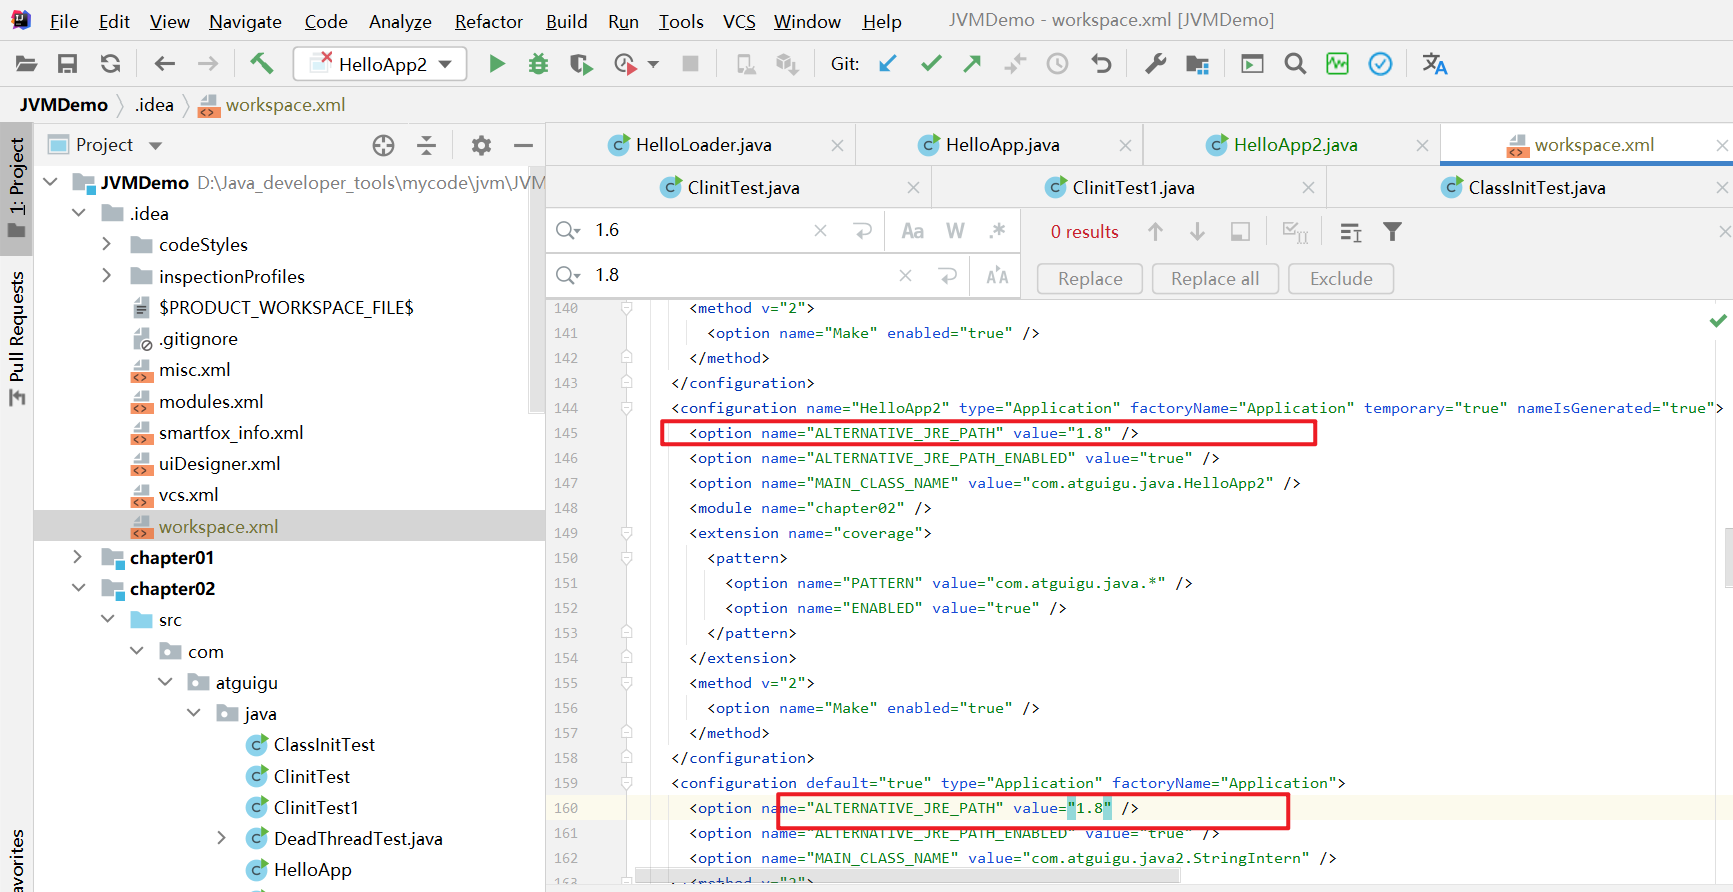 File Edit View Navigate Code Analyze Refactor Build Run Tools VCS Window Help JVMDemo - workspace.xml [JVMDemo]
HelloApp2 Git:
JVMDemo .idea workspace.xml
1: Project
Pull Requests
avorites
Project
JVMDemo D:\Java_developer_tools\mycode\jvm\JVM
.idea
codeStyles
inspectionProfiles
$PRODUCT_WORKSPACE_FILE$
.gitignore
misc.xml
modules.xml
smartfox_info.xml
uiDesigner.xml
vcs.xml
workspace.xml
chapter01
chapter02
src
com
atguigu
java
ClassInitTest
ClinitTest
ClinitTest1
DeadThreadTest.java
HelloApp
HelloLoader.java HelloApp.java HelloApp2.java workspace.xml
ClinitTest.java ClinitTest1.java ClassInitTest.java
1.6 Aa W .* 0 results
1.8 Replace Replace all Exclude
140 <method v="2">
141 <option name="Make" enabled="true" />
142 </method>
143 </configuration>
144 <configuration name="HelloApp2" type="Application" factoryName="Application" temporary="true" nameIsGenerated="true">
145 <option name="ALTERNATIVE_JRE_PATH" value="1.8" />
146 <option name="ALTERNATIVE_JRE_PATH_ENABLED" value="true" />
147 <option name="MAIN_CLASS_NAME" value="com.atguigu.java.HelloApp2" />
148 <module name="chapter02" />
149 <extension name="coverage">
150 <pattern>
151 <option name="PATTERN" value="com.atguigu.java.*" />
152 <option name="ENABLED" value="true" />
153 </pattern>
154 </extension>
155 <method v="2">
156 <option name="Make" enabled="true" />
157 </method>
158 </configuration>
159 <configuration default="true" type="Application" factoryName="Application">
160 <option name="ALTERNATIVE_JRE_PATH" value="1.8" />
161 <option name="ALTERNATIVE_JRE_PATH_ENABLED" value="true" />
162 <option name="MAIN_CLASS_NAME" value="com.atguigu.java2.StringIntern" />
163 <method v="2">